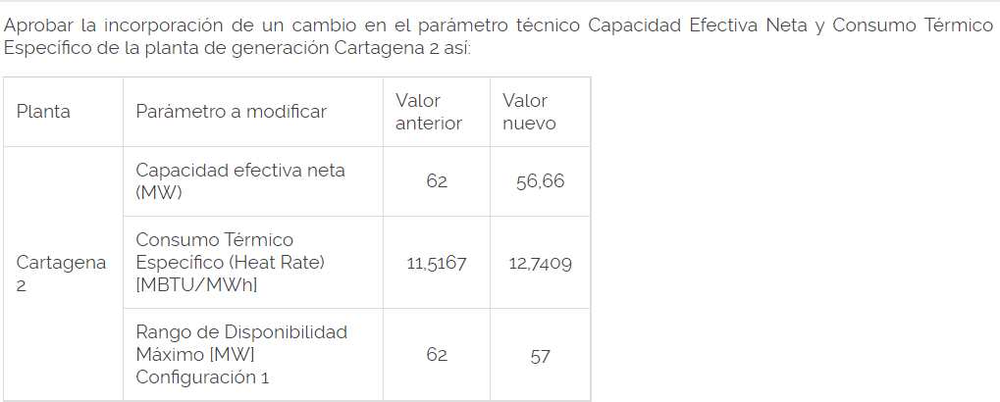 Aprobar la incorporación de un cambio en el parámetro técnico Capacidad Efectiva Neta y Consumo Térmico
Específico de la planta de generación Cartagena 2 así:
Planta
Parámetro a modificar
Valor
anterior
Valor
nuevo
Cartagena
2
Capacidad efectiva neta
(MW)
62
56,66
Consumo Térmico
Específico (Heat Rate)
[MBTU/MWh]
11,5167
12,7409
Rango de Disponibilidad
Máximo [MW]
Configuración 1
62
57